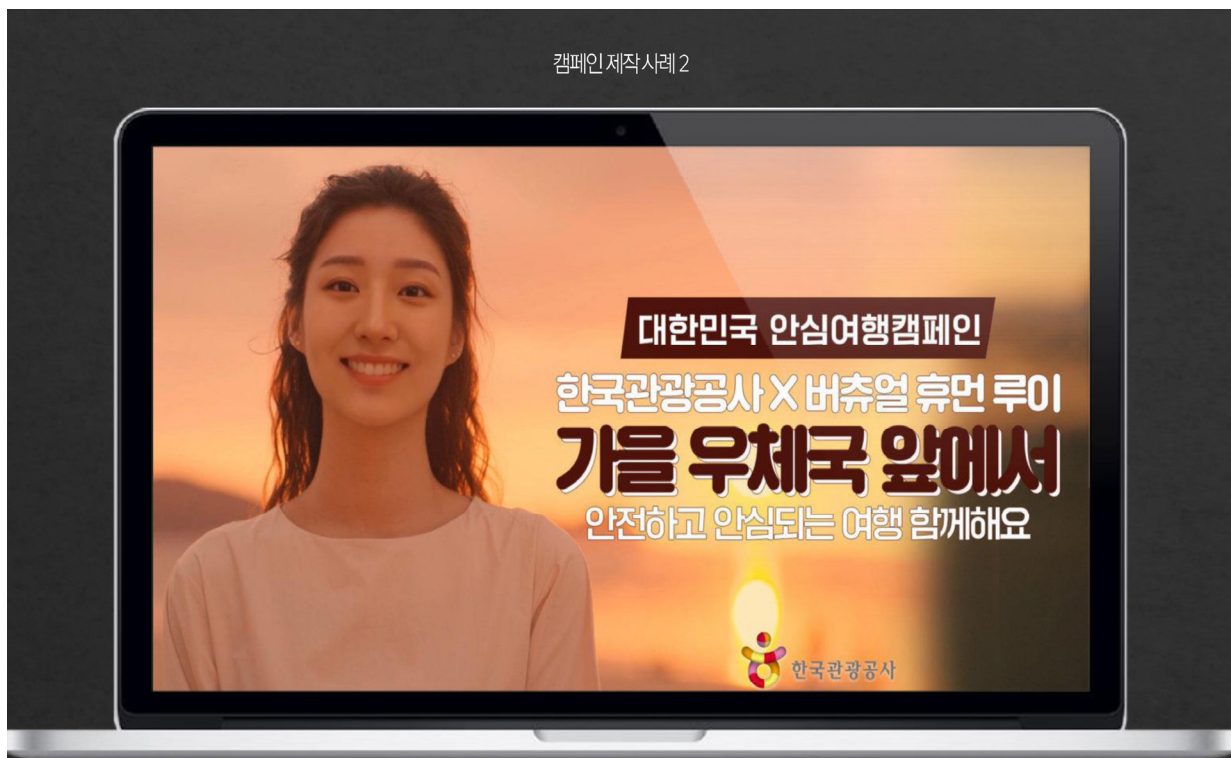 캠페인 제작 사례 2
대한민국 안심여행캠페인
한국관광공사 X 버츄얼 휴먼 루이
가을 우체국 앞에서
안전하고 안심되는 여행 함께해요
한국관광공사